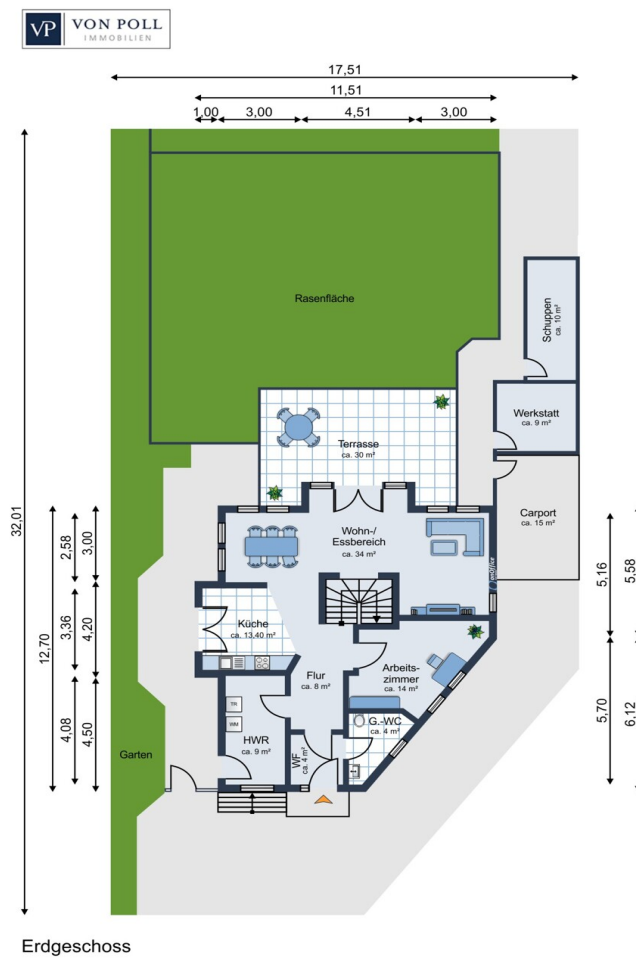 VP VON POLL
IMMOBILIEN
17,51
11,51
1,00 3,00 4,51 3,00
32,01
12,70
2,58
3,00
3,36
4,20
4,08
4,50
5,16
5,58
5,70
6,12
Rasenfläche
Schuppen
ca. 10 m²
Werkstatt
ca. 9 m²
Terrasse
ca. 30 m²
Carport
ca. 15 m²
Wohn-/
Essbereich
ca. 34 m²
Küche
ca. 13,40 m²
Flur
ca. 8 m²
Arbeits-
zimmer
ca. 14 m²
TR
WM
HWR
ca. 9 m²
WF
ca. 4 m²
G.-WC
ca. 4 m²
Garten
Erdgeschoss